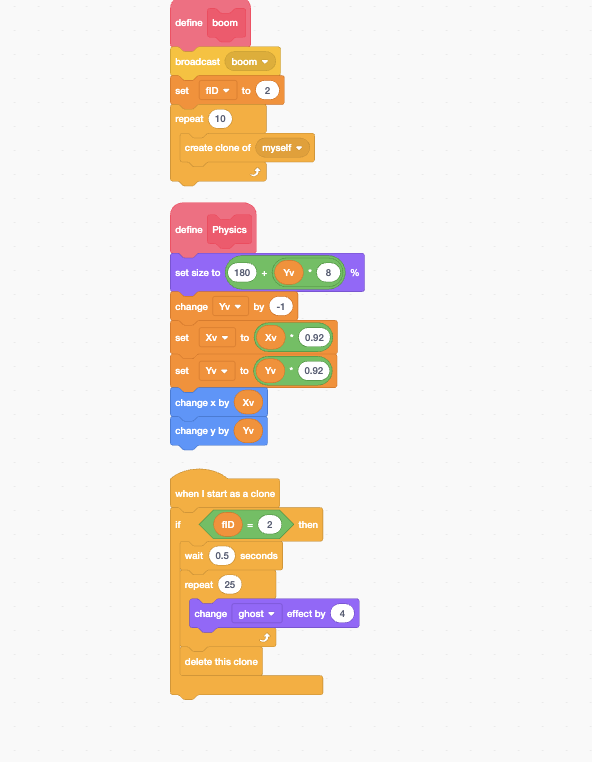 define boom
broadcast boom
set fID to 2
repeat 10
create clone of myself
define Physics
set size to 180 + Yv * 8 %
change Yv by -1
set Xv to Xv * 0.92
set Yv to Yv * 0.92
change x by Xv
change y by Yv
when I start as a clone
if fID = 2 then
wait 0.5 seconds
repeat 25
change ghost effect by 4
delete this clone